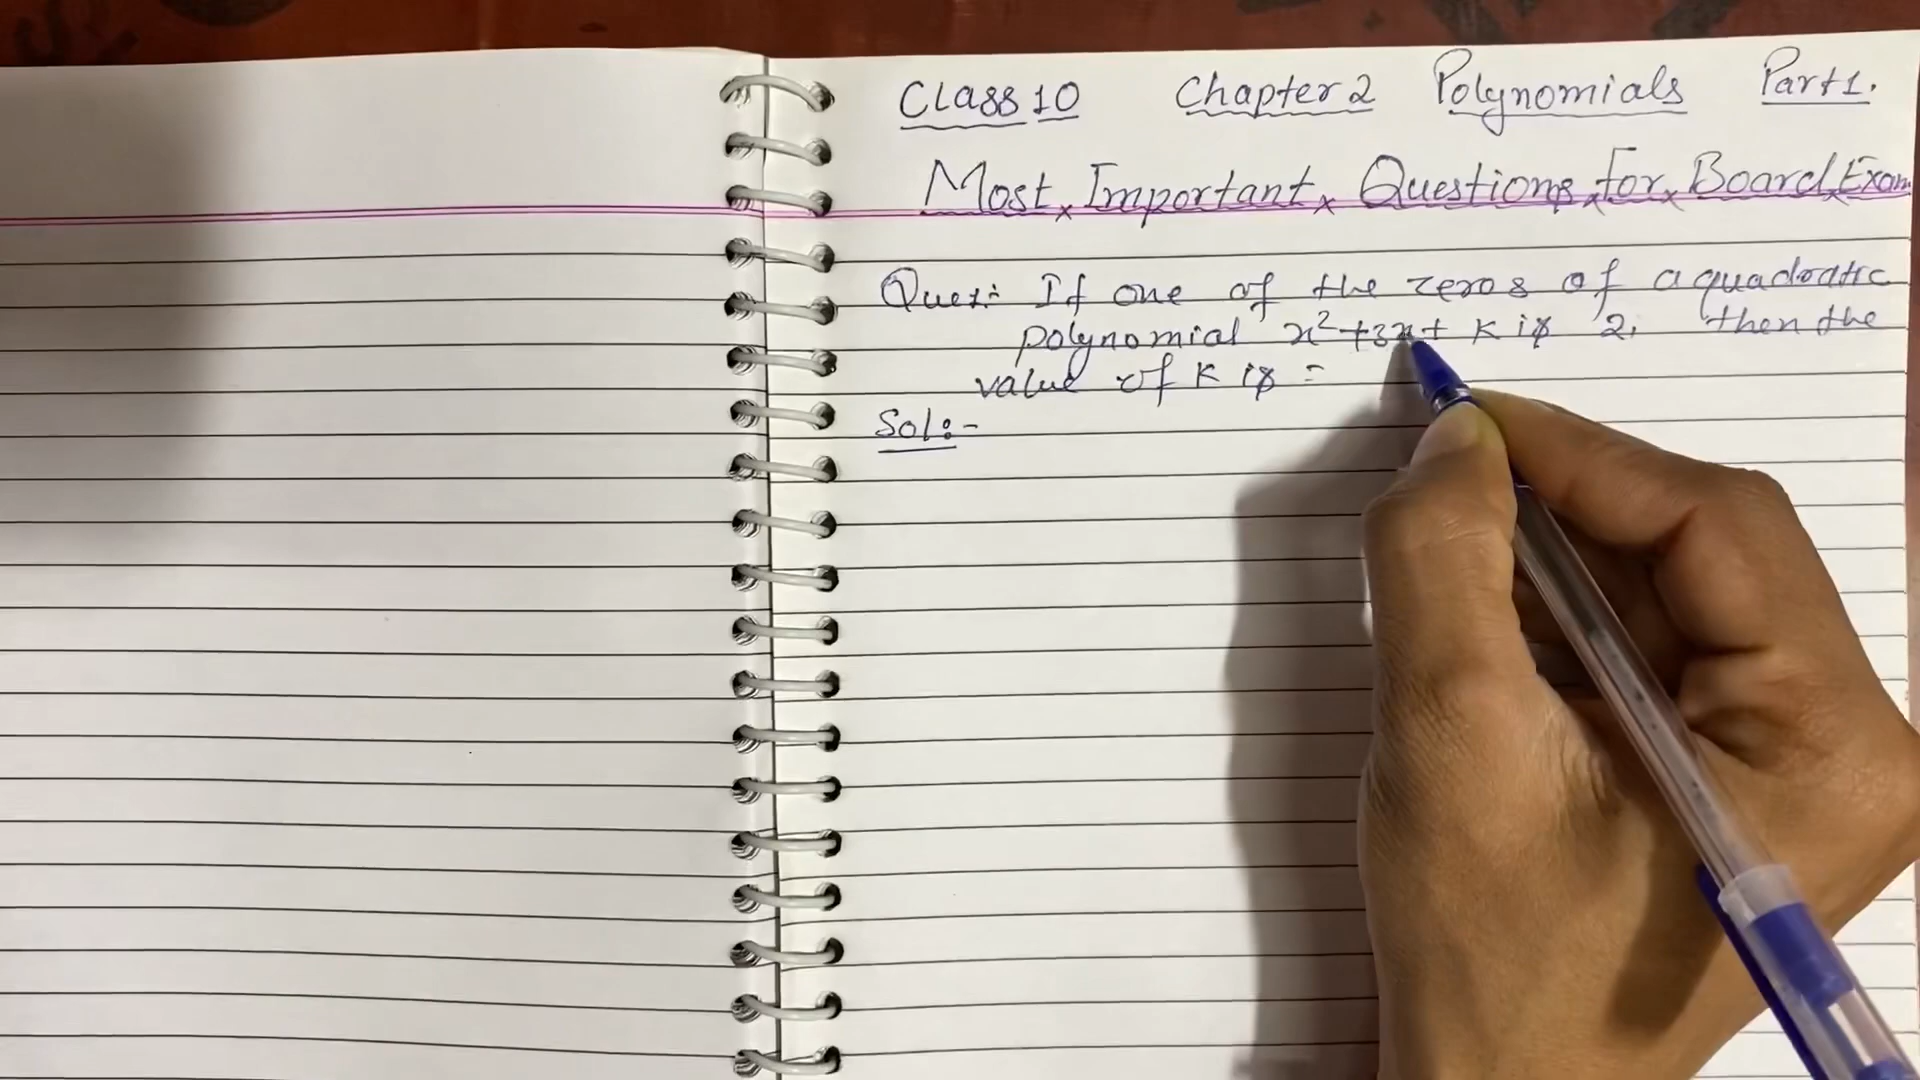 Class 10 Chapter 2 Polynomials Part 1.
Most Important Questions for Board Exam
Ques:- If one of the zeros of a quadratic
polynomial x²+3x+ K is 2, then the
value of K is =
Sol:-